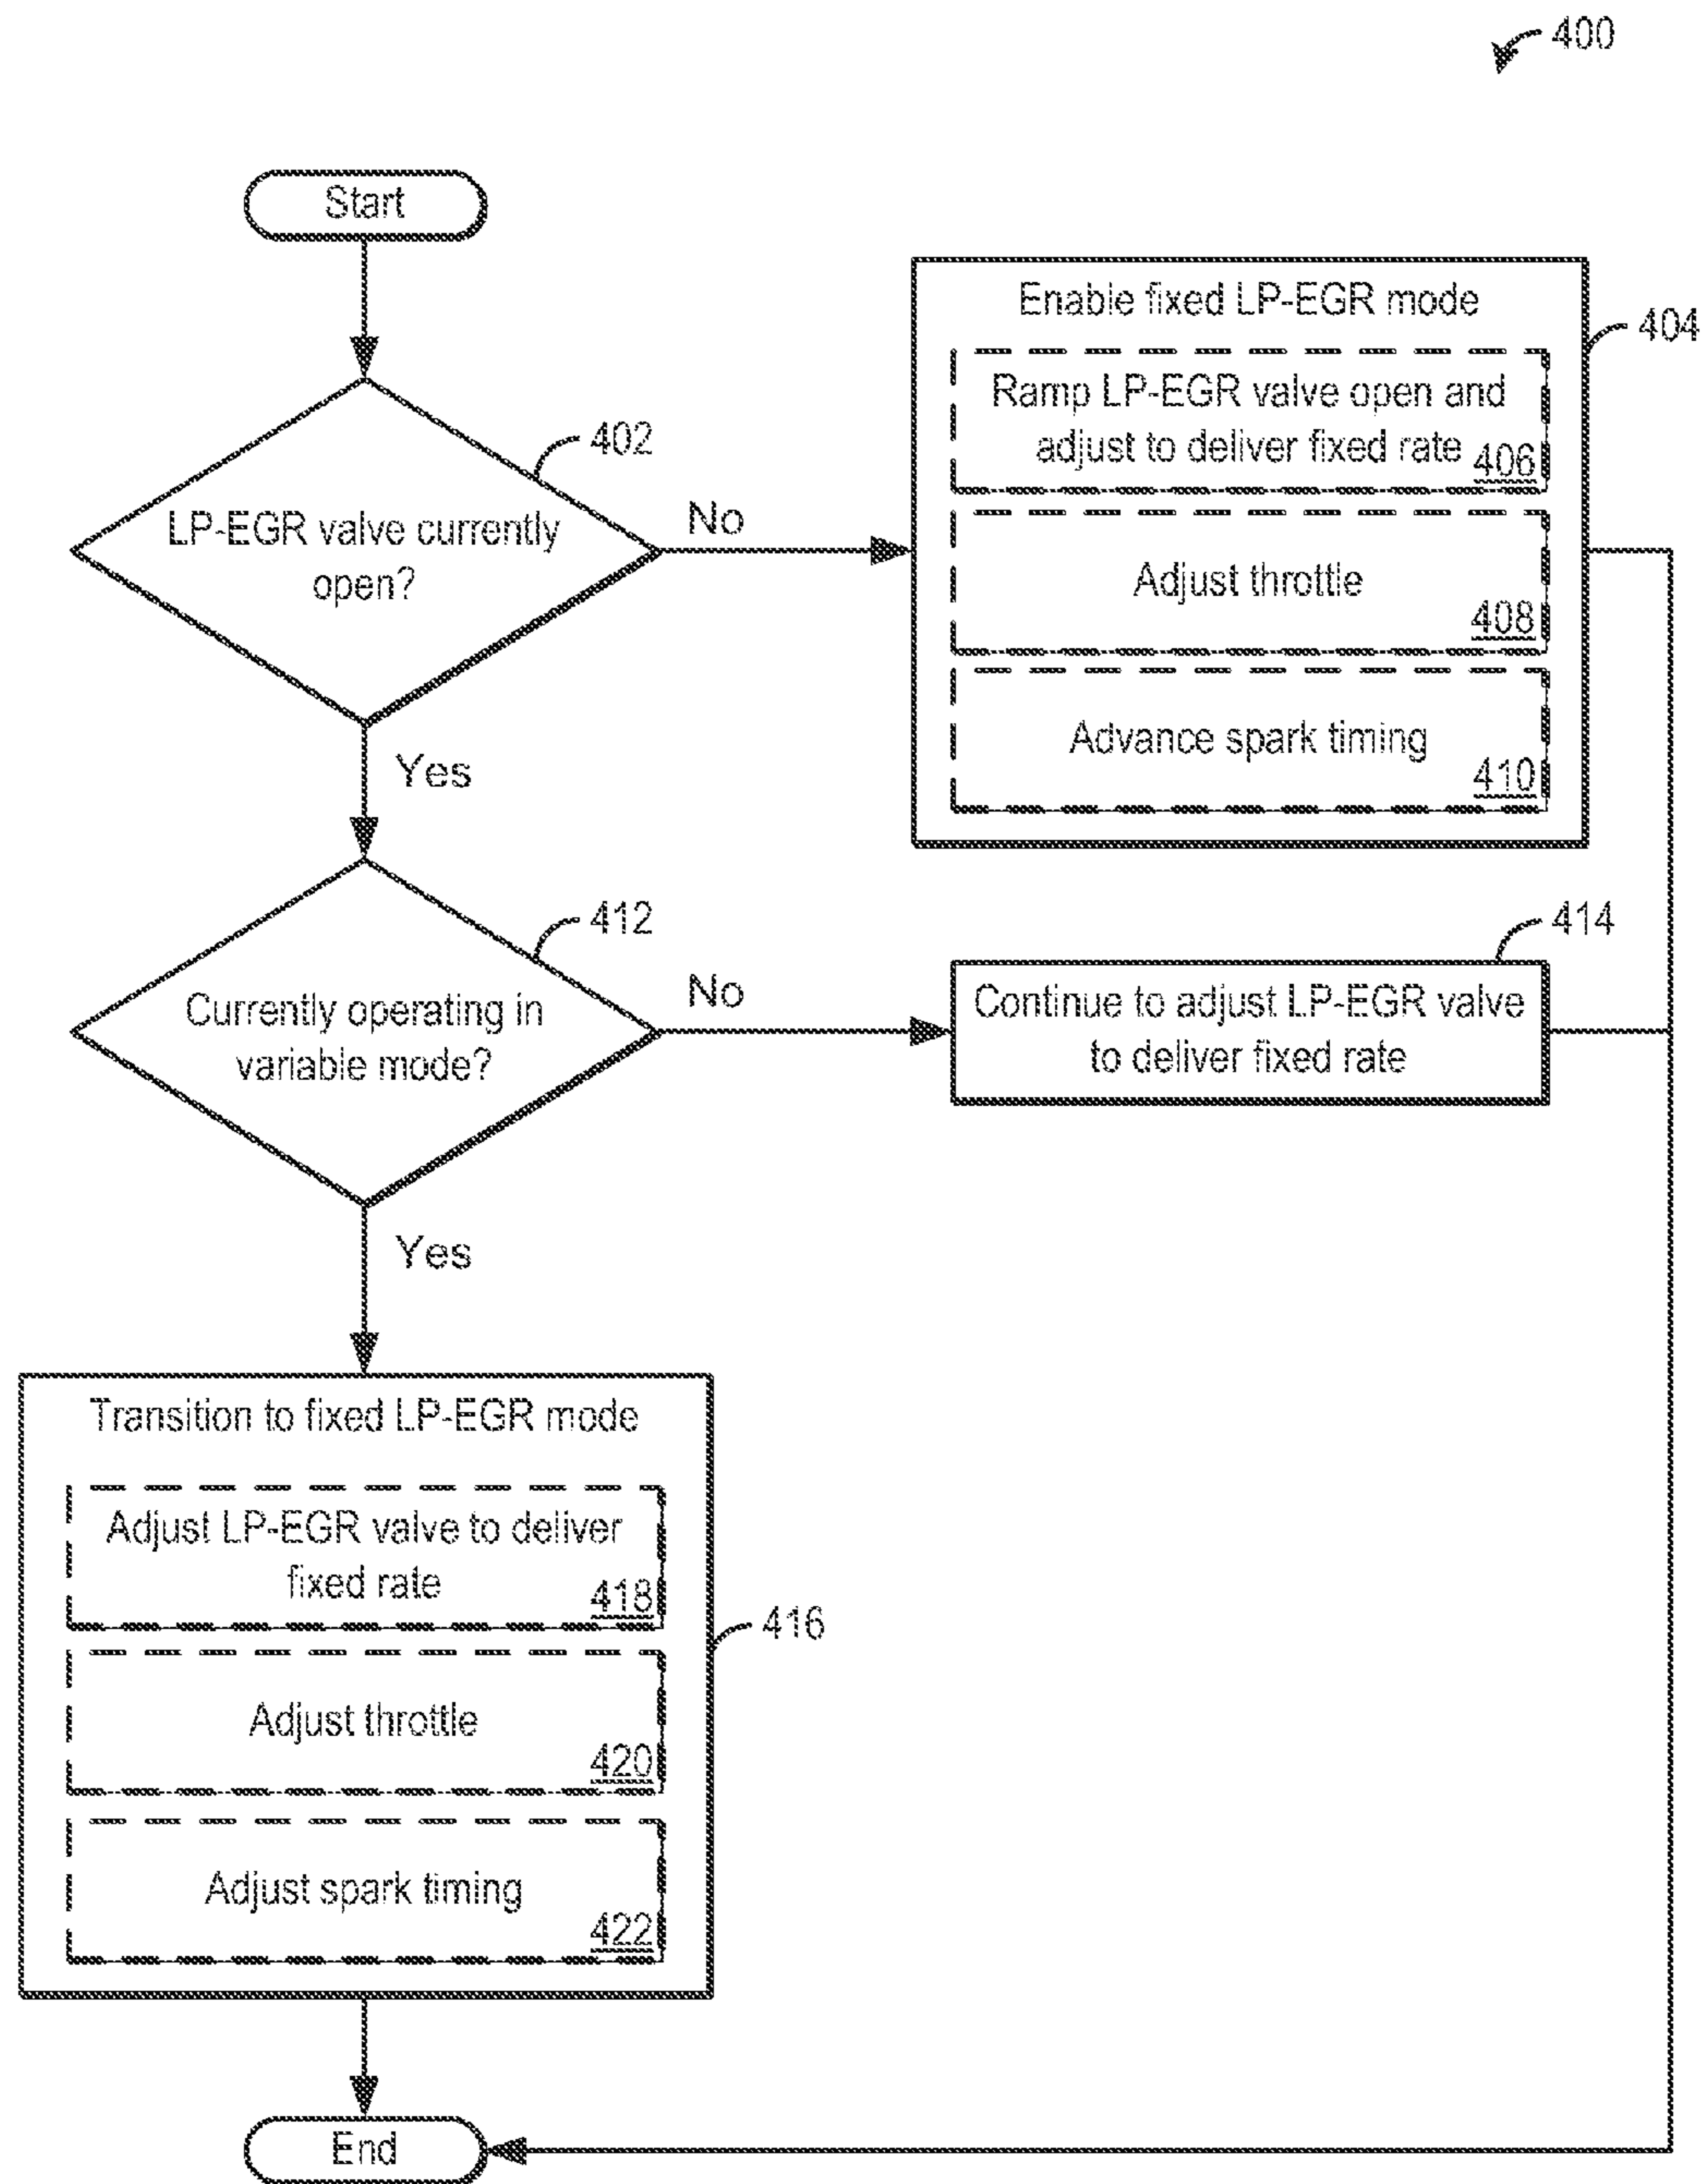 400
Start
Enable fixed LP-EGR mode
404
Ramp LP-EGR valve open and
adjust to deliver fixed rate 406
402
LP-EGR valve currently
open?
No
Adjust throttle
408
Advance spark timing
410
Yes
412
Currently operating in
variable mode?
No
414
Continue to adjust LP-EGR valve
to deliver fixed rate
Yes
Transition to fixed LP-EGR mode
Adjust LP-EGR valve to deliver
fixed rate
418
416
Adjust throttle
420
Adjust spark timing
422
End